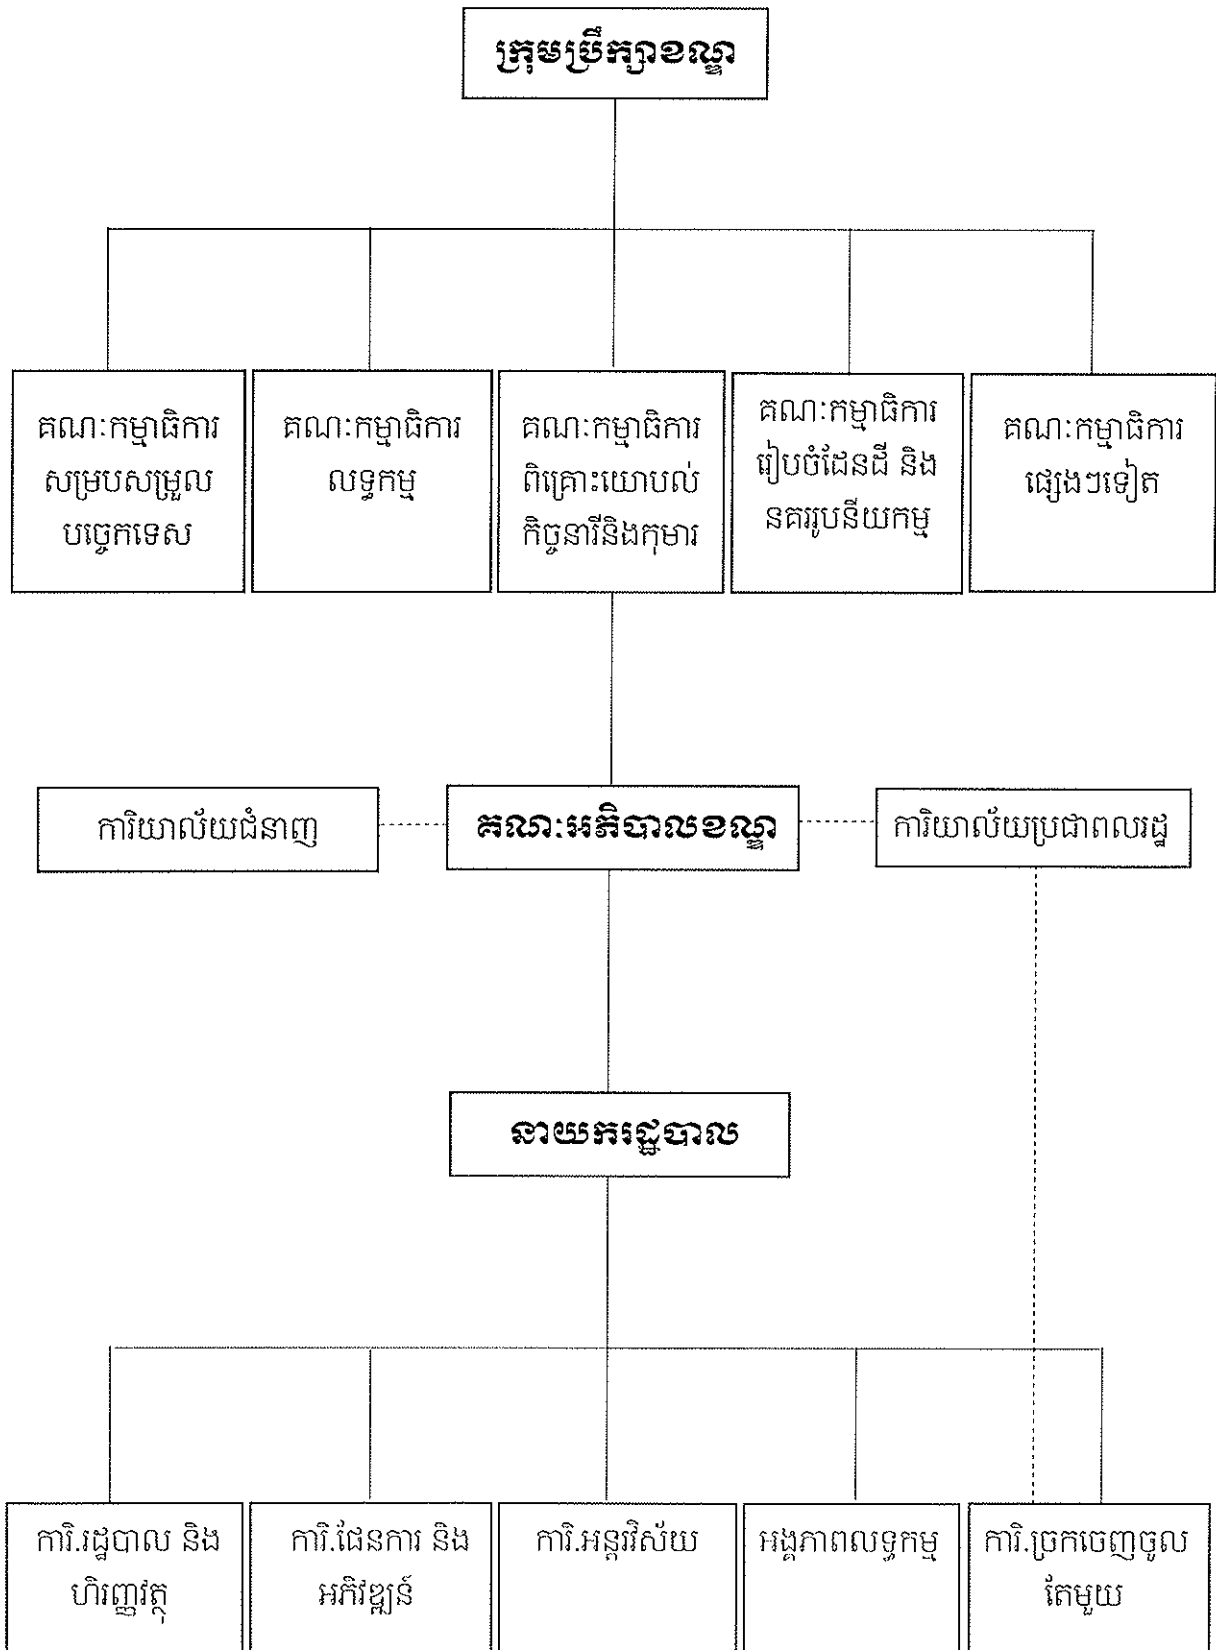 ក្រុមប្រឹក្សាខណ្ឌ
គណៈកម្មាធិការ
សម្របសម្រួល
បច្ចេកទេស
គណៈកម្មាធិការ
លទ្ធកម្ម
គណៈកម្មាធិការ
ពិគ្រោះយោបល់
កិច្ចនារីនិងកុមារ
គណៈកម្មាធិការ
រៀបចំដែនដី និង
នគររូបនីយកម្ម
គណៈកម្មាធិការ
ផ្សេងៗទៀត
ការិយាល័យជំនាញ
គណៈអភិបាលខណ្ឌ
ការិយាល័យប្រជាពលរដ្ឋ
នាយករដ្ឋបាល
ការិ.រដ្ឋបាល និង
ហិរញ្ញវត្ថុ
ការិ.ផែនការ និង
អភិវឌ្ឍន៍
ការិ.អន្តរវិស័យ
អង្គភាពលទ្ធកម្ម
ការិ.ច្រកចេញចូល
តែមួយ